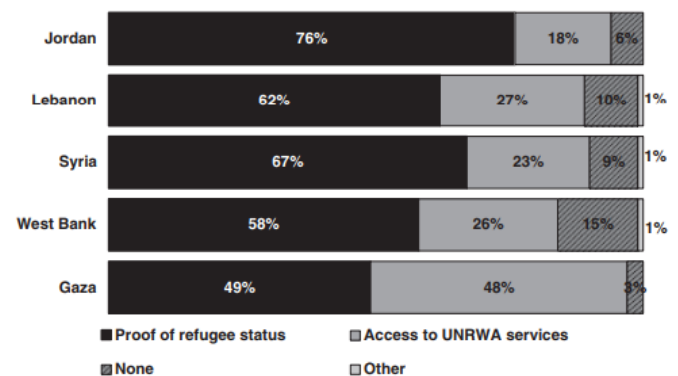 Jordan 76% 18% 6%
Lebanon 62% 27% 10% 1%
Syria 67% 23% 9% 1%
West Bank 58% 26% 15% 1%
Gaza 49% 48% 3%
Proof of refugee status Access to UNRWA services
None Other